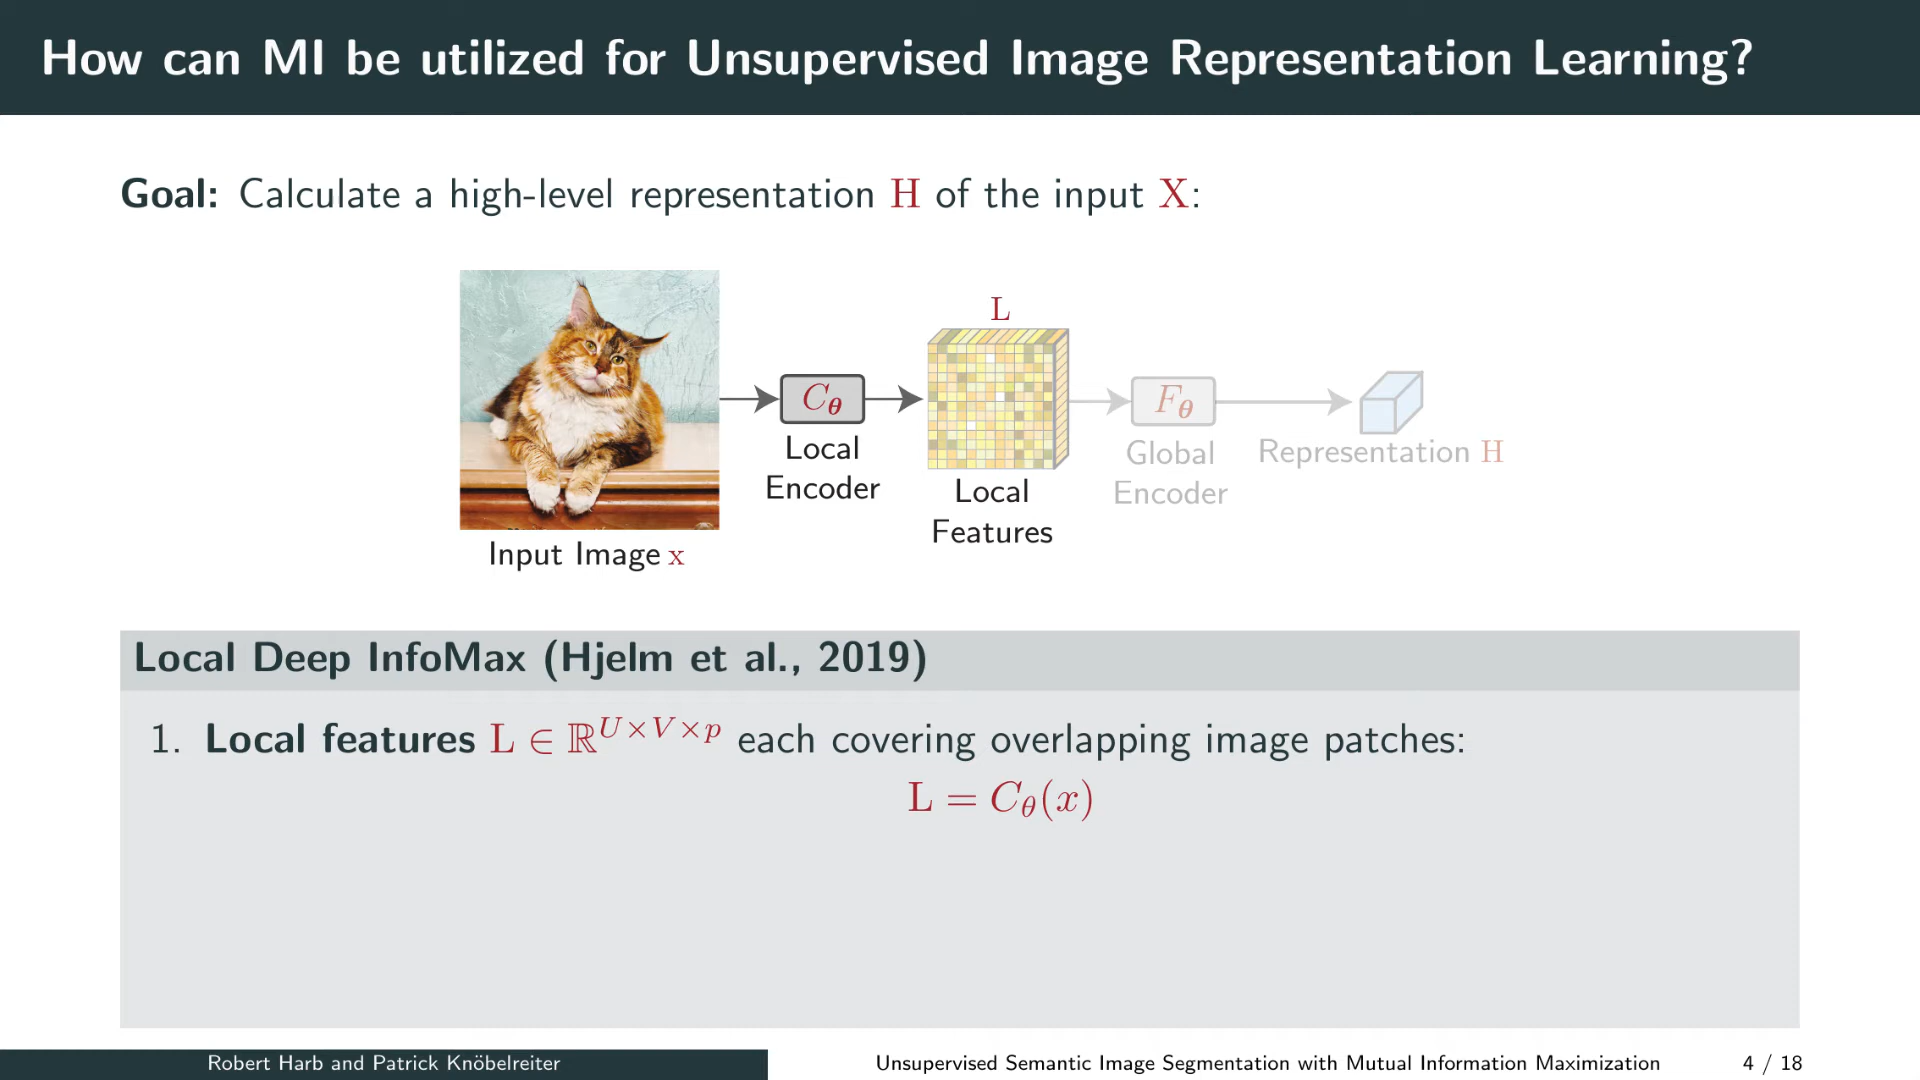 How can MI be utilized for Unsupervised Image Representation Learning?
Goal: Calculate a high-level representation H of the input X:
L
C_θ
F_θ
Local
Encoder
Local
Features
Global
Encoder
Representation H
Input Image x
Local Deep InfoMax (Hjelm et al., 2019)
1. Local features L ∈ ℝ^{U×V×p} each covering overlapping image patches:
L = C_θ(x)
Robert Harb and Patrick Knöbelreiter
Unsupervised Semantic Image Segmentation with Mutual Information Maximization
4 / 18